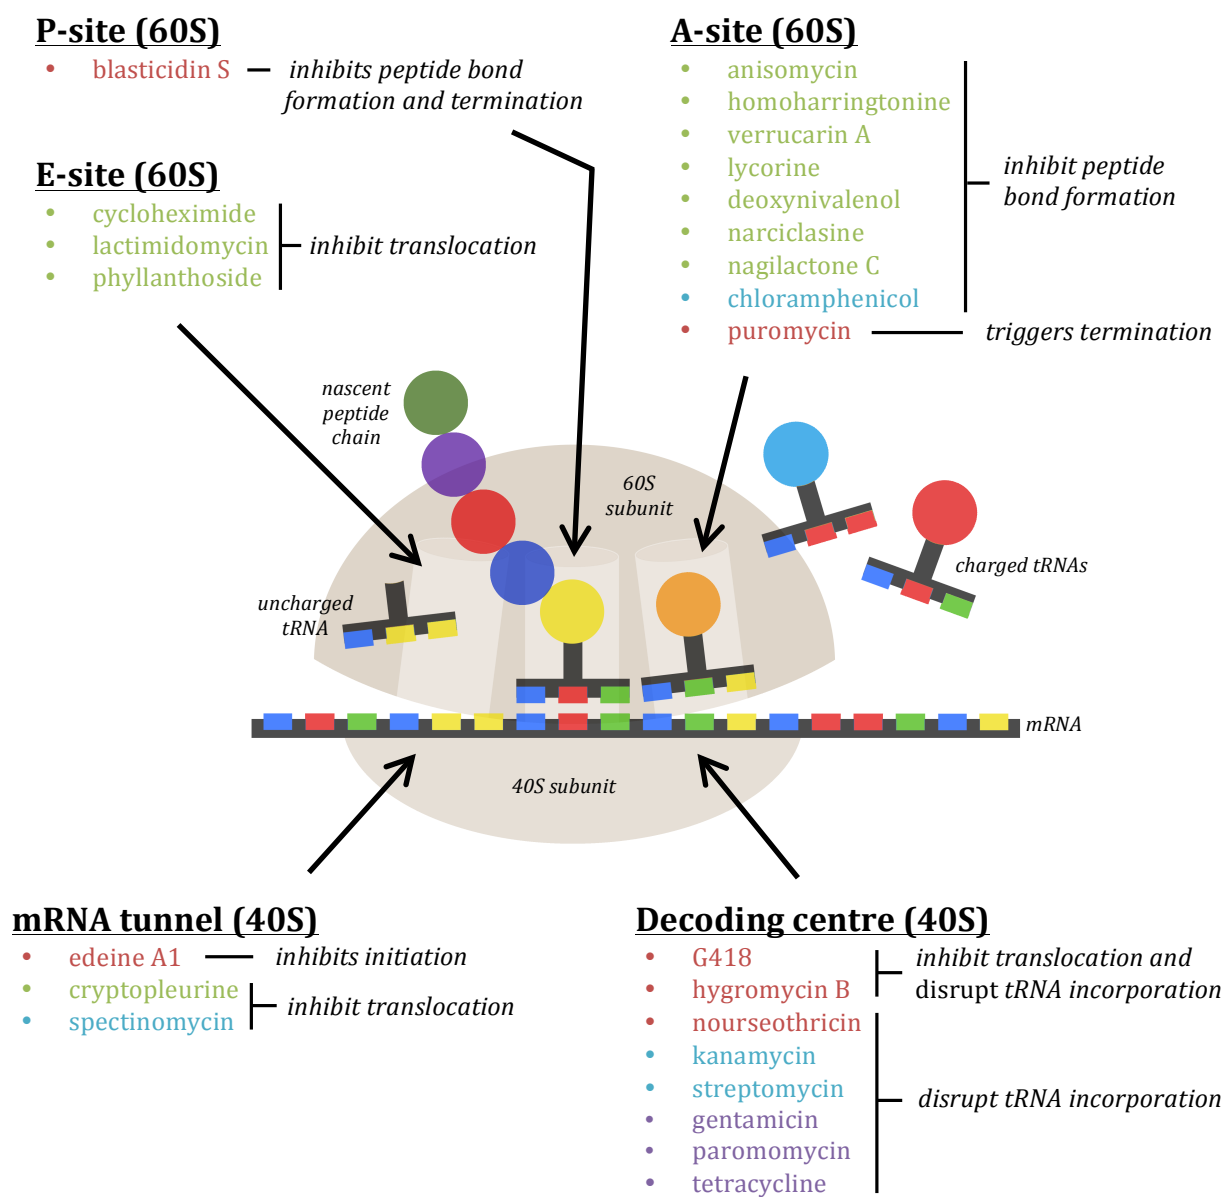 P-site (60S)
• blasticidin S — inhibits peptide bond
formation and termination
E-site (60S)
• cycloheximide
• lactimidomycin
• phyllanthoside
inhibit translocation
A-site (60S)
• anisomycin
• homoharringtonine
• verrucarin A
• lycorine
• deoxynivalenol
• narciclasine
• nagilactone C
• chloramphenicol
inhibit peptide
bond formation
• puromycin — triggers termination
nascent
peptide
chain
60S
subunit
uncharged
tRNA
charged tRNAs
mRNA
40S subunit
mRNA tunnel (40S)
• edeine A1 — inhibits initiation
• cryptopleurine
• spectinomycin
inhibit translocation
Decoding centre (40S)
• G418
• hygromycin B
inhibit translocation and
disrupt tRNA incorporation
• nourseothricin
• kanamycin
• streptomycin
• gentamicin
• paromomycin
• tetracycline
disrupt tRNA incorporation